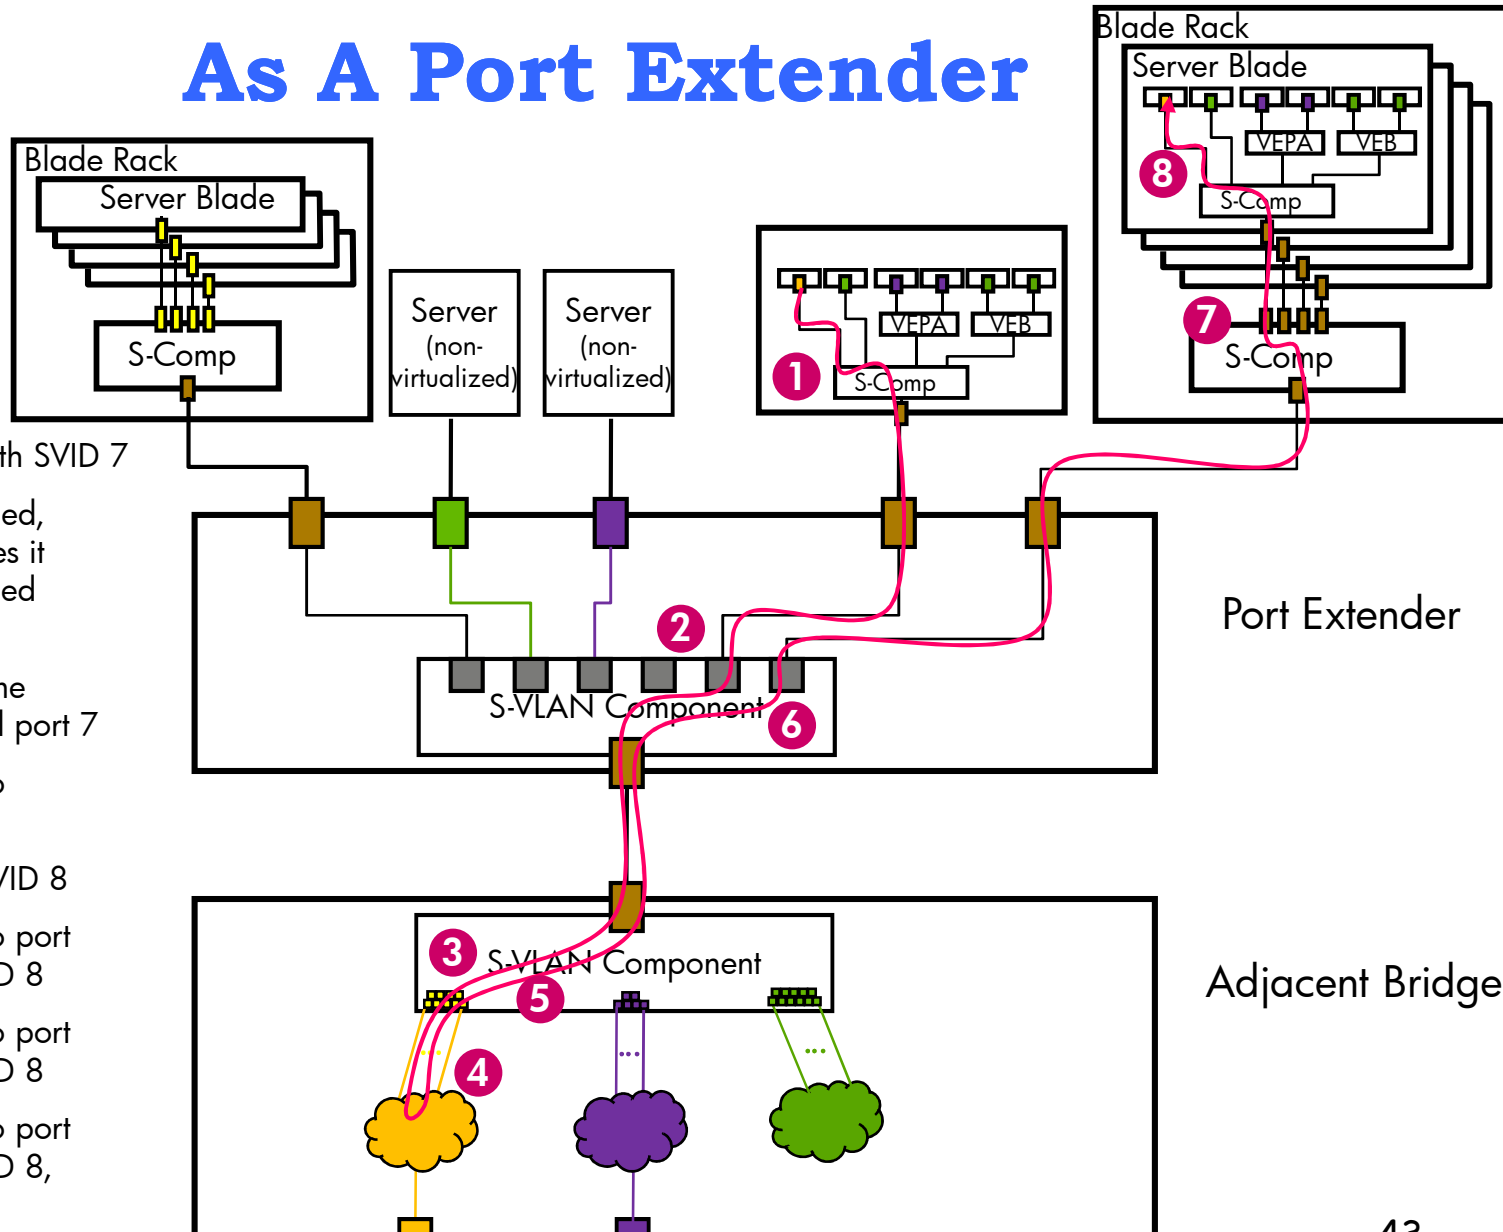 As A Port Extender
Blade Rack
Server Blade
VEPA
VEB
8
S-Comp
7
S-Comp
Blade Rack
Server Blade
S-Comp
Server
(non-
virtualized)
Server
(non-
virtualized)
VEPA
VEB
1
S-Comp
th SVID 7
ed,
es it
ed
ne
l port 7
o
VID 8
o port
D 8
o port
D 8
o port
D 8,
2
S-VLAN Component
6
Port Extender
3
S-VLAN Component
5
...
...
...
4
Adjacent Bridge
43